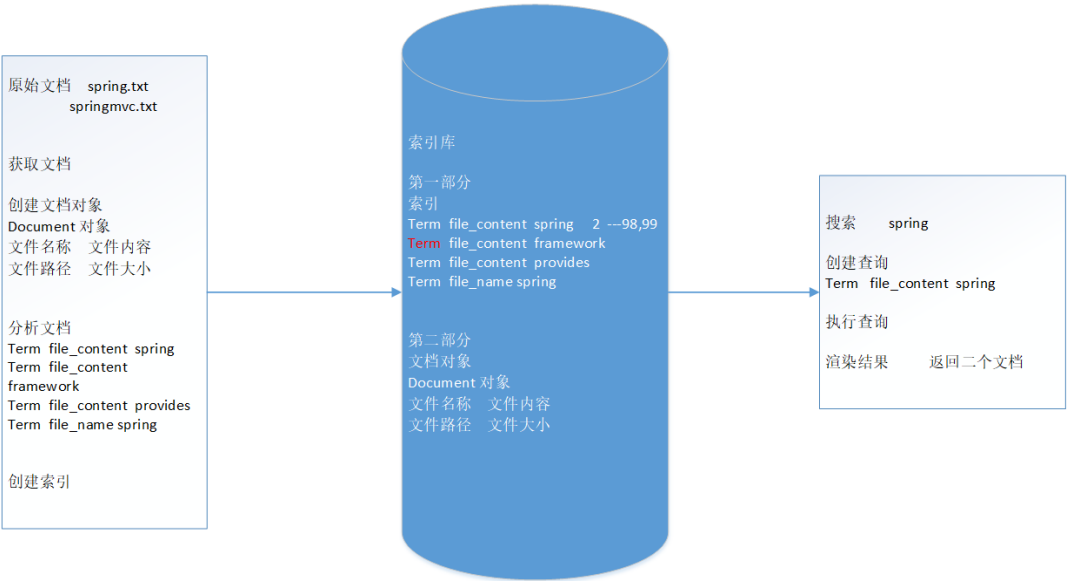 原始文档 spring.txt
springmvc.txt
获取文档
创建文档对象
Document 对象
文件名称 文件内容
文件路径 文件大小
分析文档
Term file_content spring
Term file_content
framework
Term file_content provides
Term file_name spring
创建索引
索引库
第一部分
索引
Term file_content spring 2 ---98,99
Term file_content framework
Term file_content provides
Term file_name spring
第二部分
文档对象
Document 对象
文件名称 文件内容
文件路径 文件大小
搜索 spring
创建查询
Term file_content spring
执行查询
渲染结果 返回二个文档